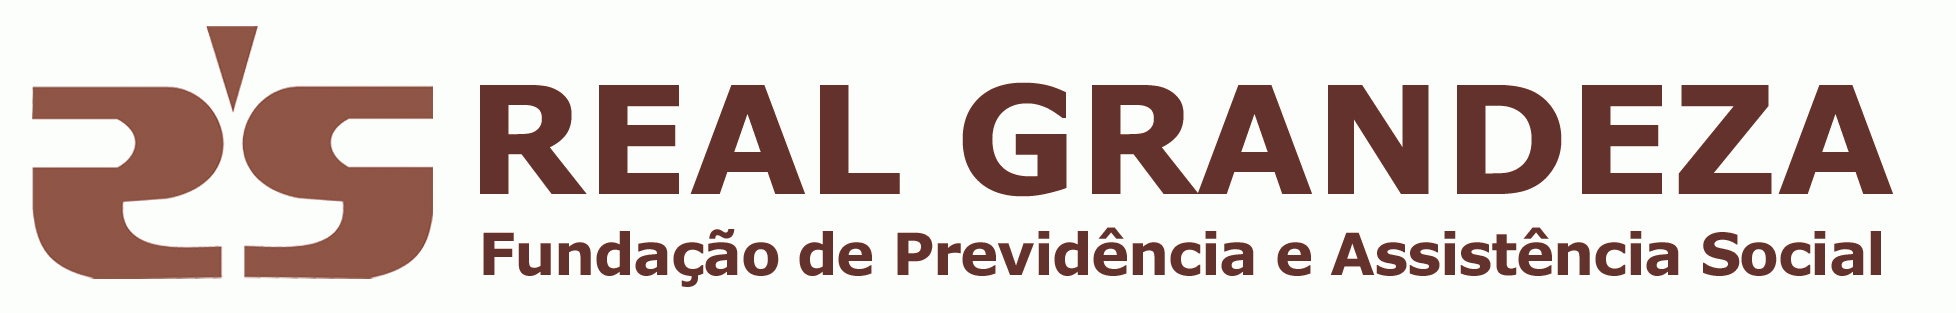 REAL GRANDEZA
Fundação de Previdência e Assistência Social